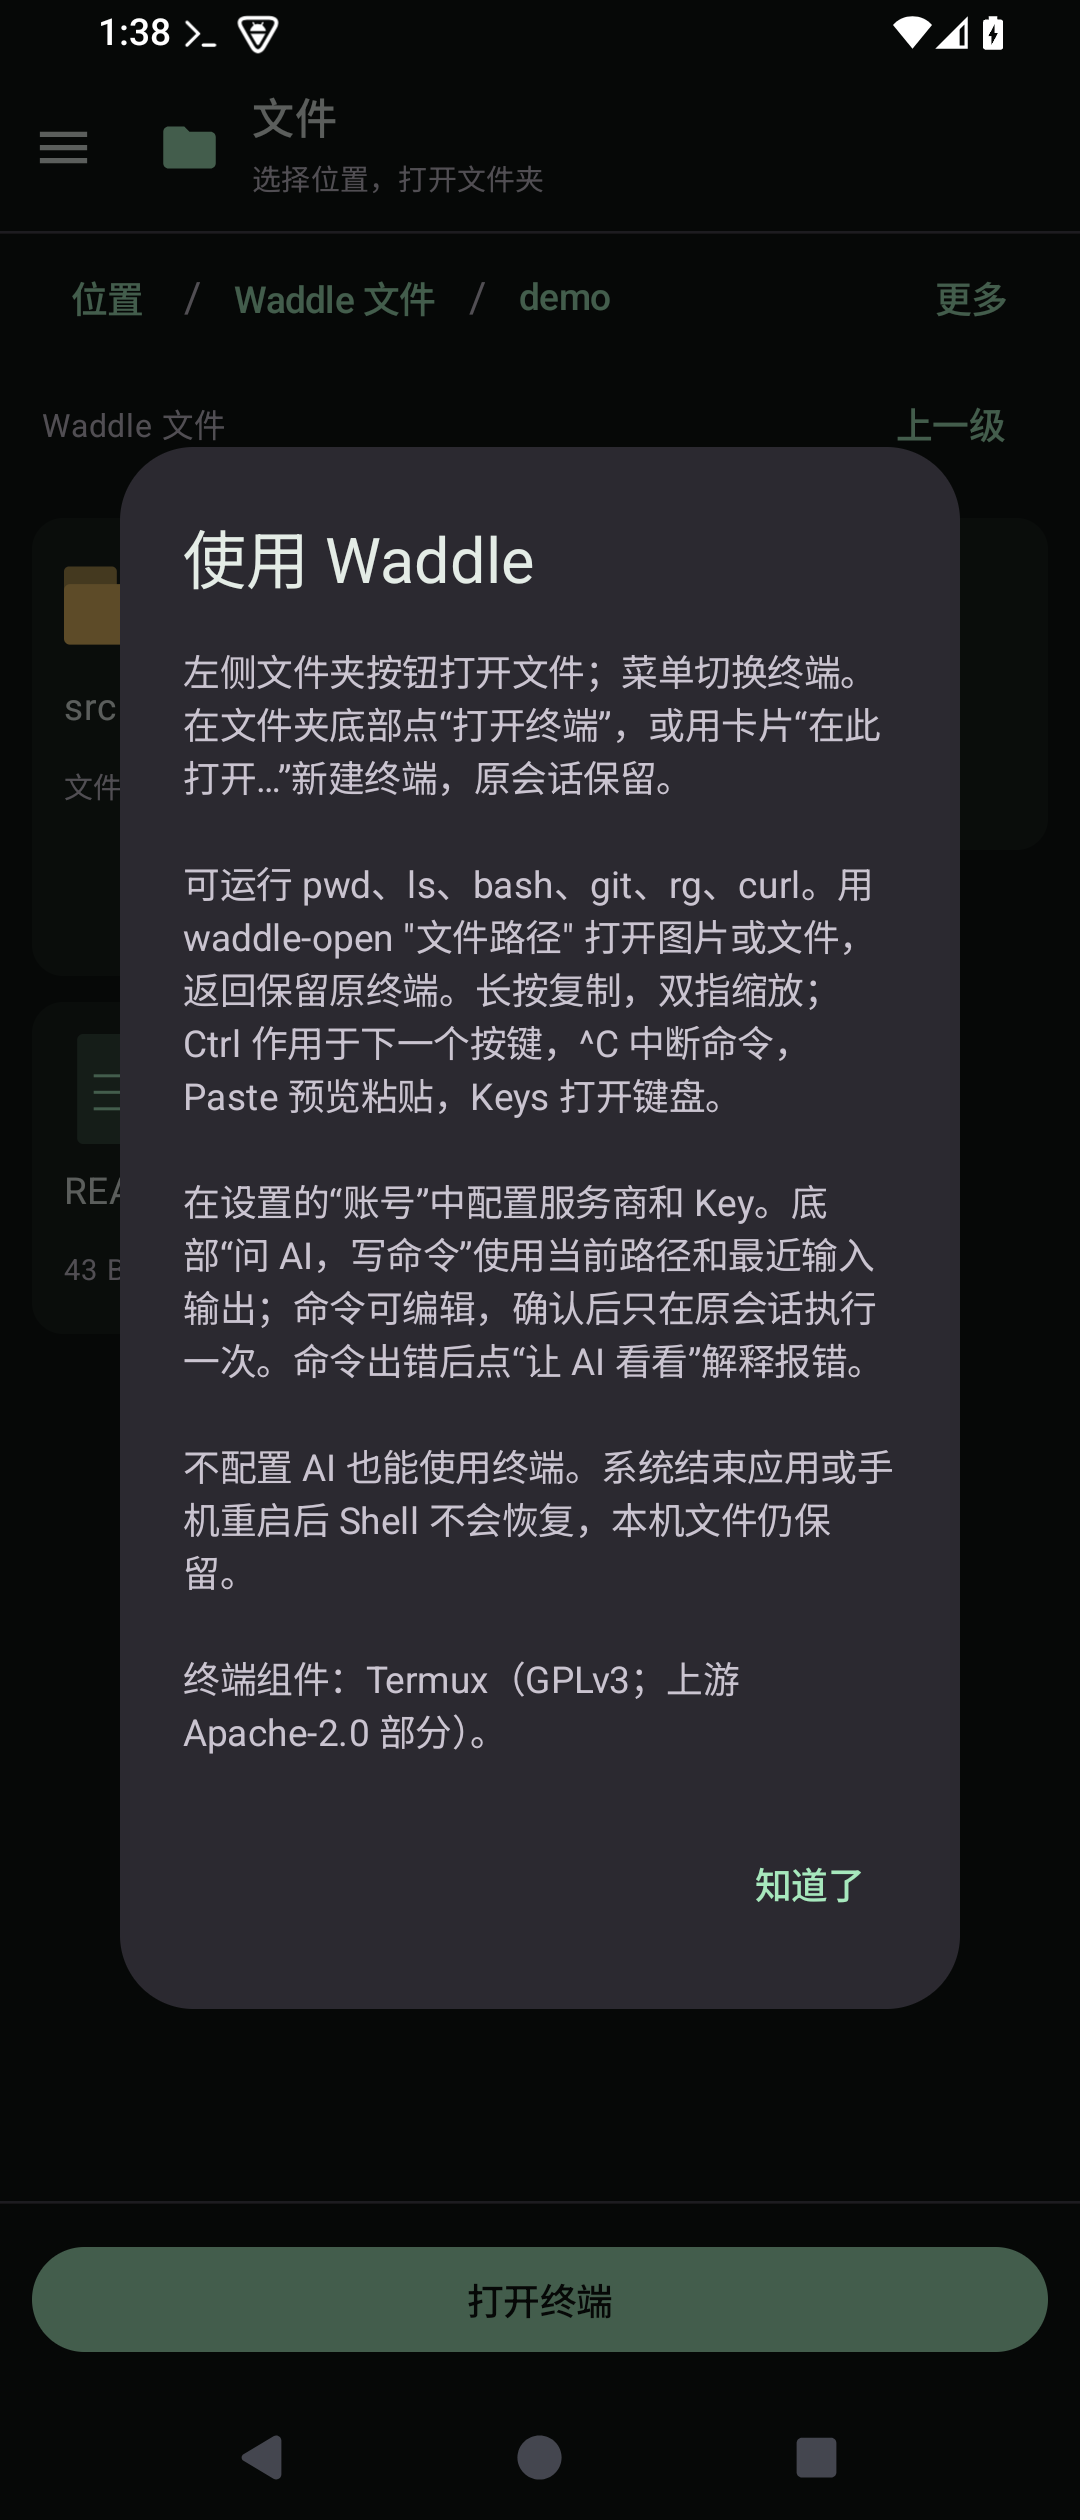 1:38
文件
选择位置，打开文件夹
位置 / Waddle 文件 / demo 更多
Waddle 文件 上一级
src
文件
REA
43 B
使用 Waddle
左侧文件夹按钮打开文件；菜单切换终端。
在文件夹底部点“打开终端”，或用卡片“在此
打开…”新建终端，原会话保留。
可运行 pwd、ls、bash、git、rg、curl。用
waddle-open "文件路径" 打开图片或文件，
返回保留原终端。长按复制，双指缩放；
Ctrl 作用于下一个按键，^C 中断命令，
Paste 预览粘贴，Keys 打开键盘。
在设置的“账号”中配置服务商和 Key。底
部“问 AI，写命令”使用当前路径和最近输入
输出；命令可编辑，确认后只在原会话执行
一次。命令出错后点“让 AI 看看”解释报错。
不配置 AI 也能使用终端。系统结束应用或手
机重启后 Shell 不会恢复，本机文件仍保
留。
终端组件：Termux（GPLv3；上游
Apache-2.0 部分）。
知道了
打开终端